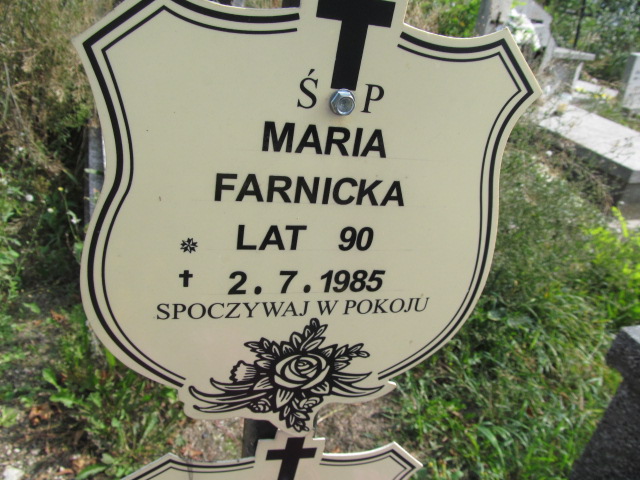 Ś P
MARIA
FARNICKA
LAT 90
2.7.1985
SPOCZYWAJ W POKOJU